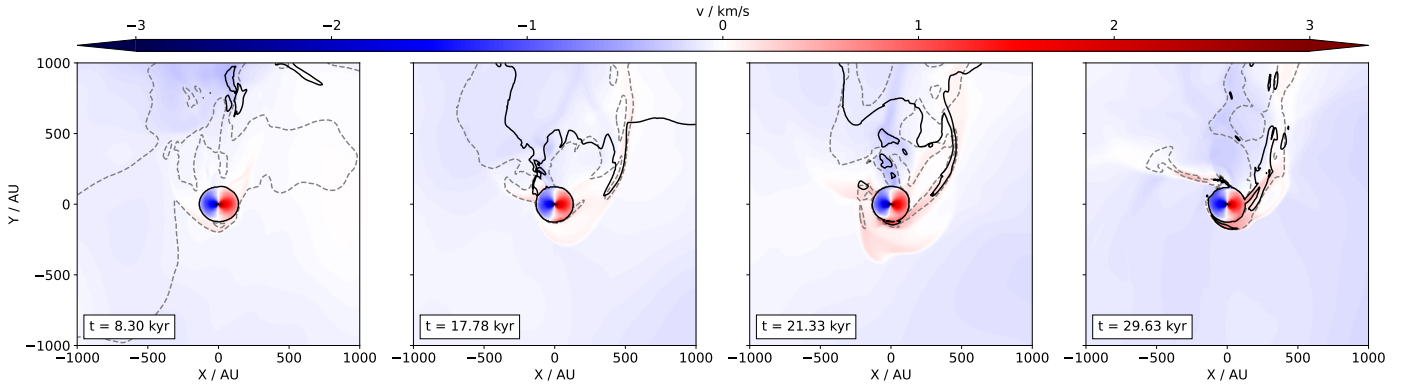 v / km/s
−3 −2 −1 0 1 2 3
1000
500
0
−500
−1000
Y / AU
t = 8.30 kyr
t = 17.78 kyr
t = 21.33 kyr
t = 29.63 kyr
−1000 −500 0 500 1000
−1000 −500 0 500 1000
−1000 −500 0 500 1000
−1000 −500 0 500 1000
X / AU
X / AU
X / AU
X / AU